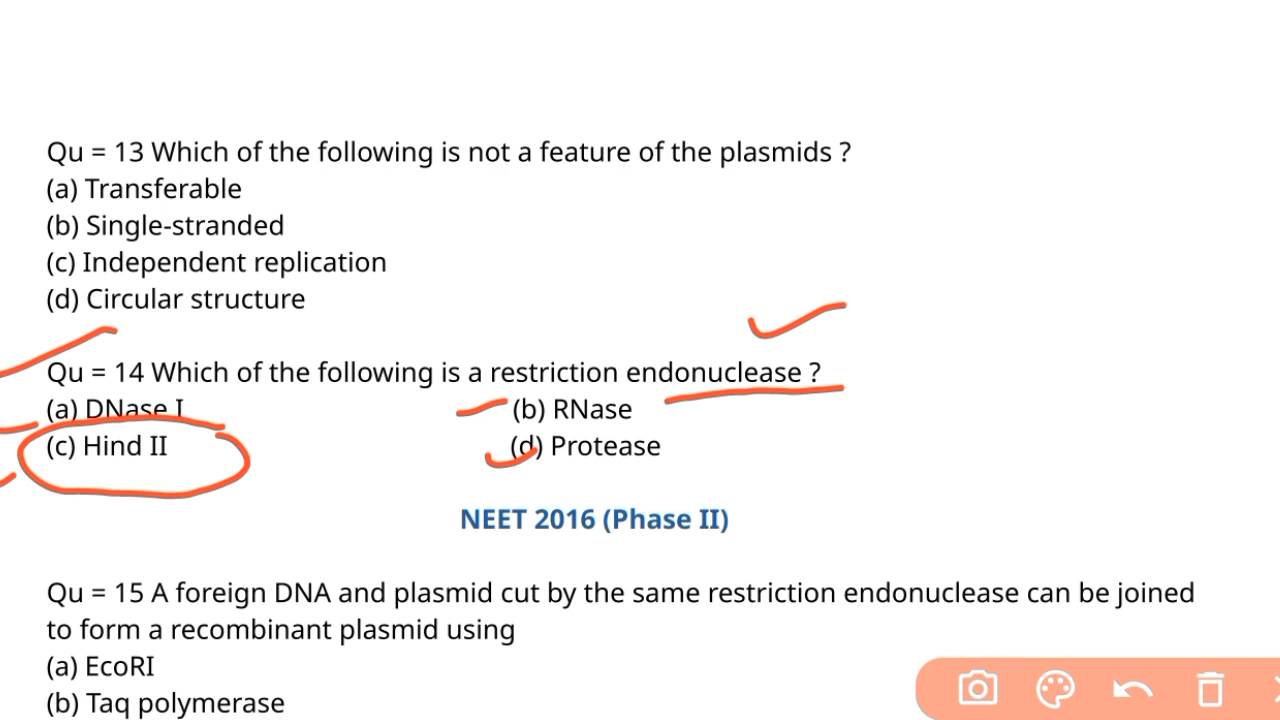 Qu = 13 Which of the following is not a feature of the plasmids ?
(a) Transferable
(b) Single-stranded
(c) Independent replication
(d) Circular structure
Qu = 14 Which of the following is a restriction endonuclease ?
(a) DNase I (b) RNase
(c) Hind II (d) Protease
NEET 2016 (Phase II)
Qu = 15 A foreign DNA and plasmid cut by the same restriction endonuclease can be joined
to form a recombinant plasmid using
(a) EcoRI
(b) Taq polymerase